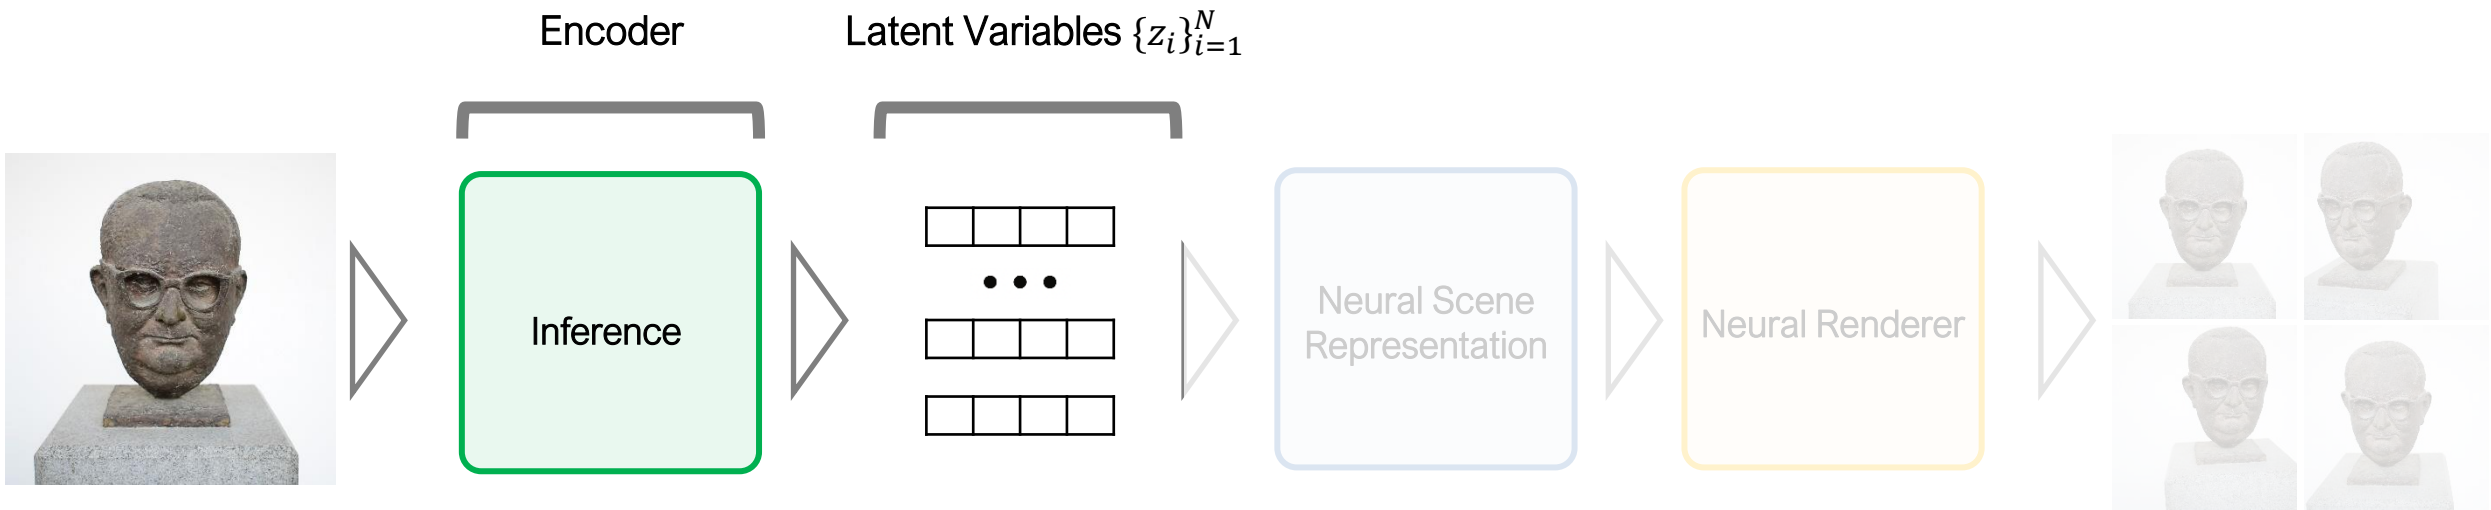 Encoder
Latent Variables $\{z_i\}_{i=1}^{N}$
Inference
Neural Scene
Representation
Neural Renderer